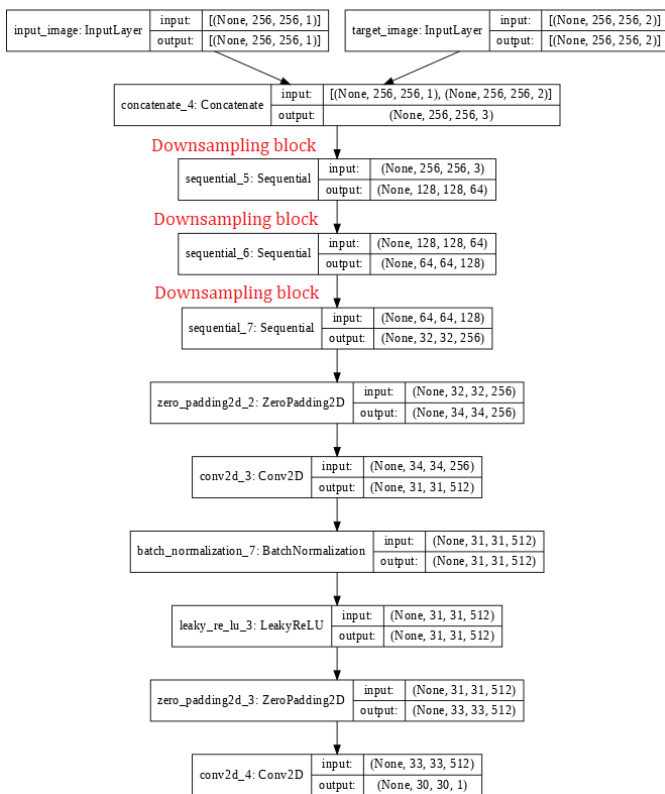 input_image: InputLayer input: [(None, 256, 256, 1)] output: [(None, 256, 256, 1)]
target_image: InputLayer input: [(None, 256, 256, 2)] output: [(None, 256, 256, 2)]
concatenate_4: Concatenate input: [(None, 256, 256, 1), (None, 256, 256, 2)] output: (None, 256, 256, 3)
Downsampling block
sequential_5: Sequential input: (None, 256, 256, 3) output: (None, 128, 128, 64)
Downsampling block
sequential_6: Sequential input: (None, 128, 128, 64) output: (None, 64, 64, 128)
Downsampling block
sequential_7: Sequential input: (None, 64, 64, 128) output: (None, 32, 32, 256)
zero_padding2d_2: ZeroPadding2D input: (None, 32, 32, 256) output: (None, 34, 34, 256)
conv2d_3: Conv2D input: (None, 34, 34, 256) output: (None, 31, 31, 512)
batch_normalization_7: BatchNormalization input: (None, 31, 31, 512) output: (None, 31, 31, 512)
leaky_re_lu_3: LeakyReLU input: (None, 31, 31, 512) output: (None, 31, 31, 512)
zero_padding2d_3: ZeroPadding2D input: (None, 31, 31, 512) output: (None, 33, 33, 512)
conv2d_4: Conv2D input: (None, 33, 33, 512) output: (None, 30, 30, 1)